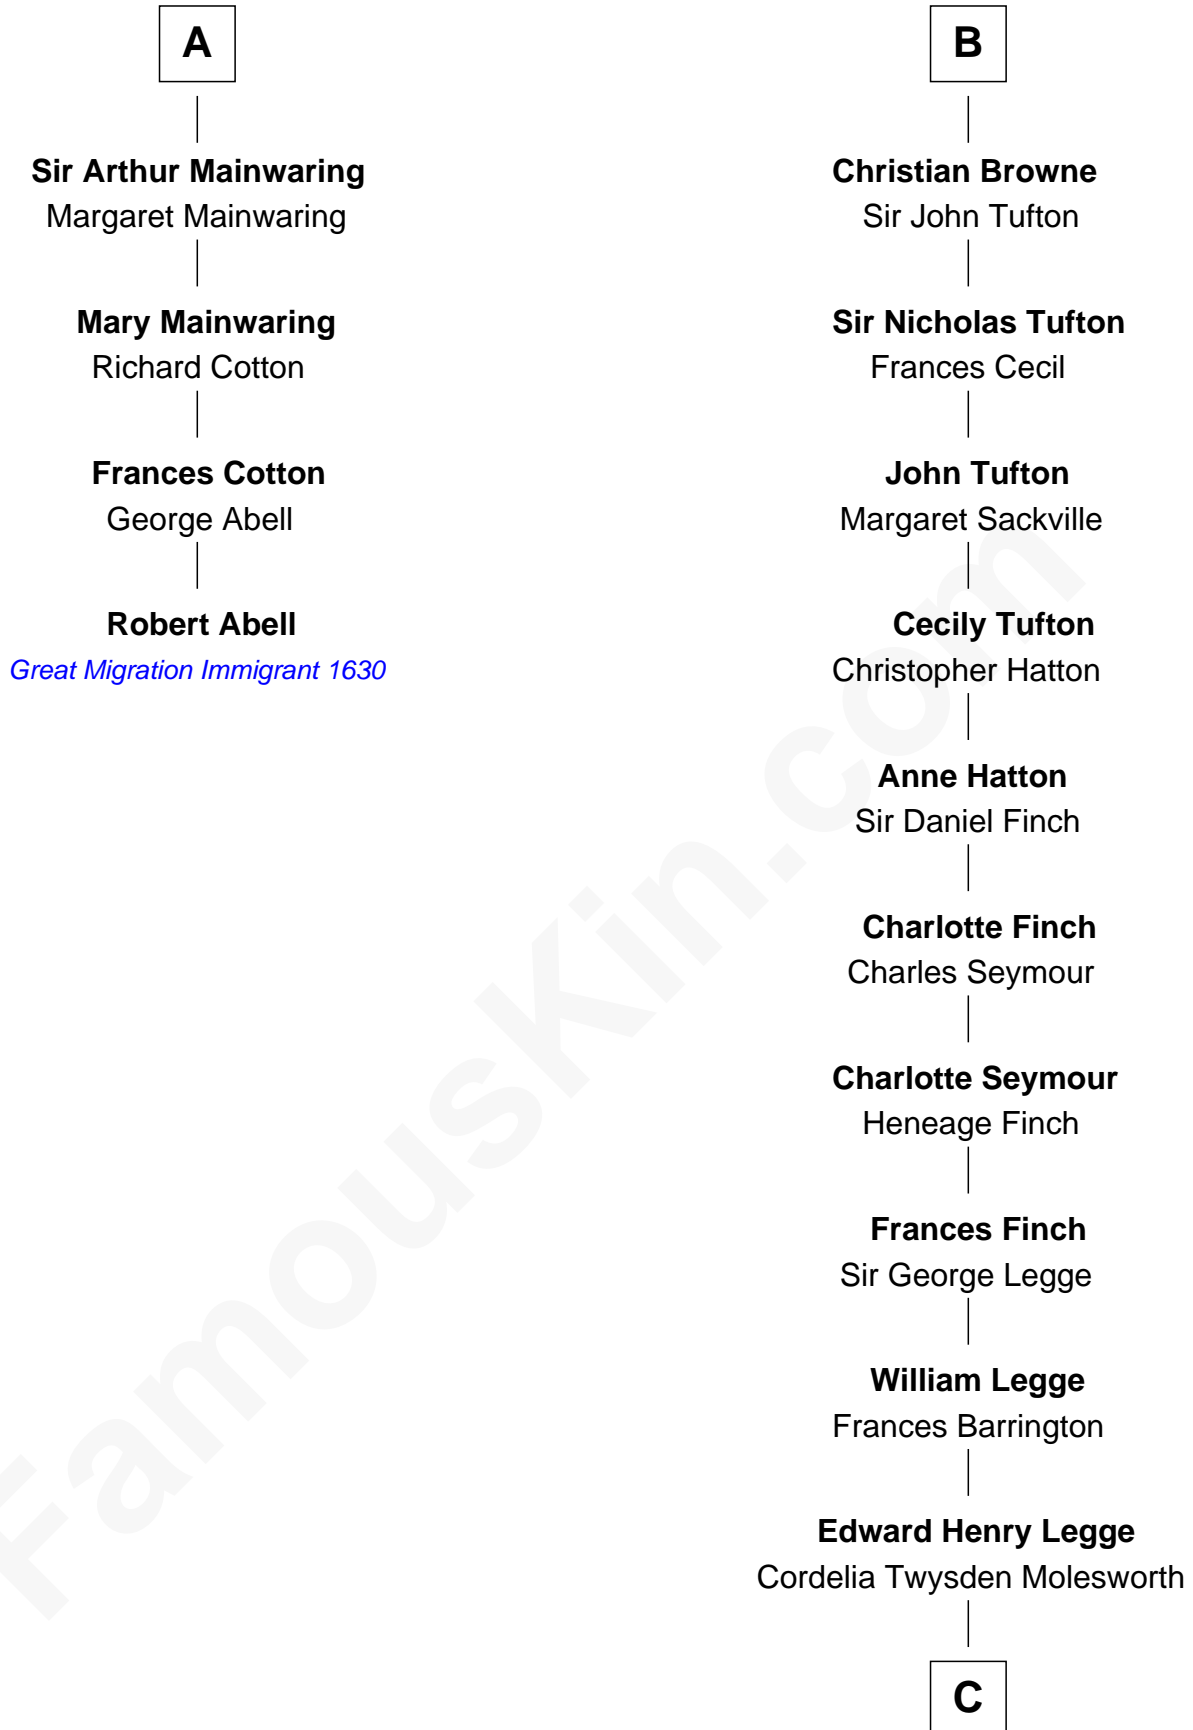 A
Sir Arthur Mainwaring
Margaret Mainwaring
Mary Mainwaring
Richard Cotton
Frances Cotton
George Abell
Robert Abell
Great Migration Immigrant 1630
B
Christian Browne
Sir John Tufton
Sir Nicholas Tufton
Frances Cecil
John Tufton
Margaret Sackville
Cecily Tufton
Christopher Hatton
Anne Hatton
Sir Daniel Finch
Charlotte Finch
Charles Seymour
Charlotte Seymour
Heneage Finch
Frances Finch
Sir George Legge
William Legge
Frances Barrington
Edward Henry Legge
Cordelia Twysden Molesworth
C
FamousKin.com